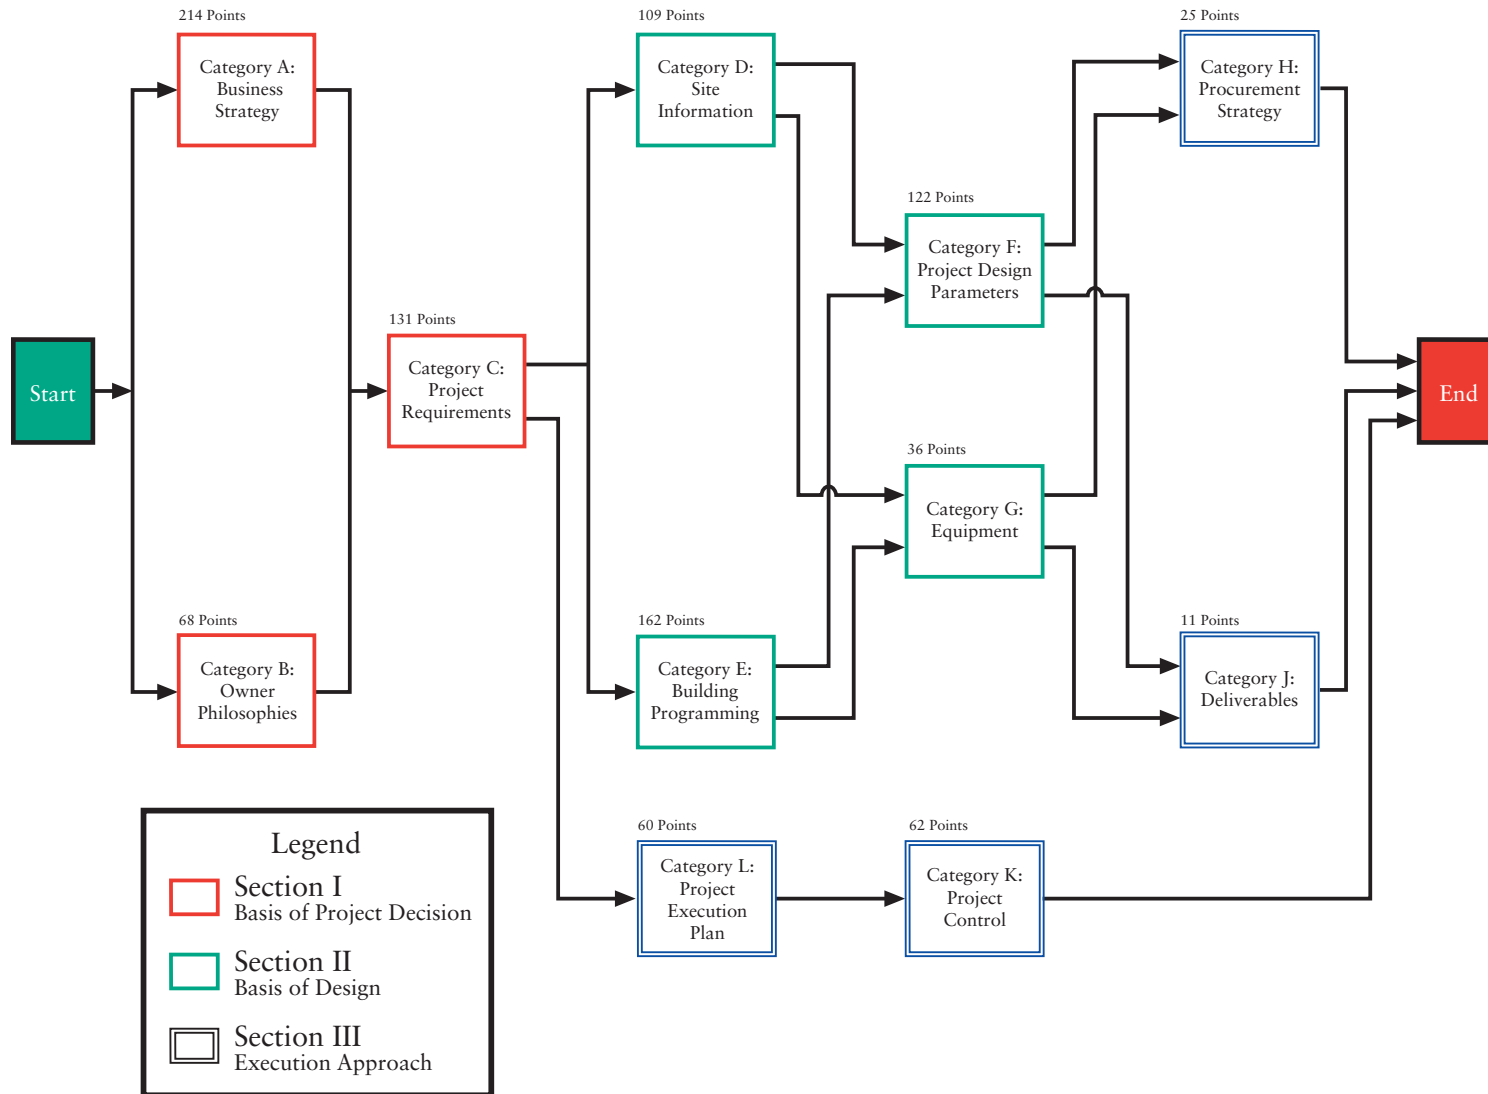 214 Points
Category A:
Business
Strategy
109 Points
Category D:
Site
Information
25 Points
Category H:
Procurement
Strategy
122 Points
Category F:
Project Design
Parameters
131 Points
Category C:
Project
Requirements
Start
End
36 Points
Category G:
Equipment
68 Points
Category B:
Owner
Philosophies
162 Points
Category E:
Building
Programming
11 Points
Category J:
Deliverables
60 Points
Category L:
Project
Execution
Plan
62 Points
Category K:
Project
Control
Legend
Section I
Basis of Project Decision
Section II
Basis of Design
Section III
Execution Approach